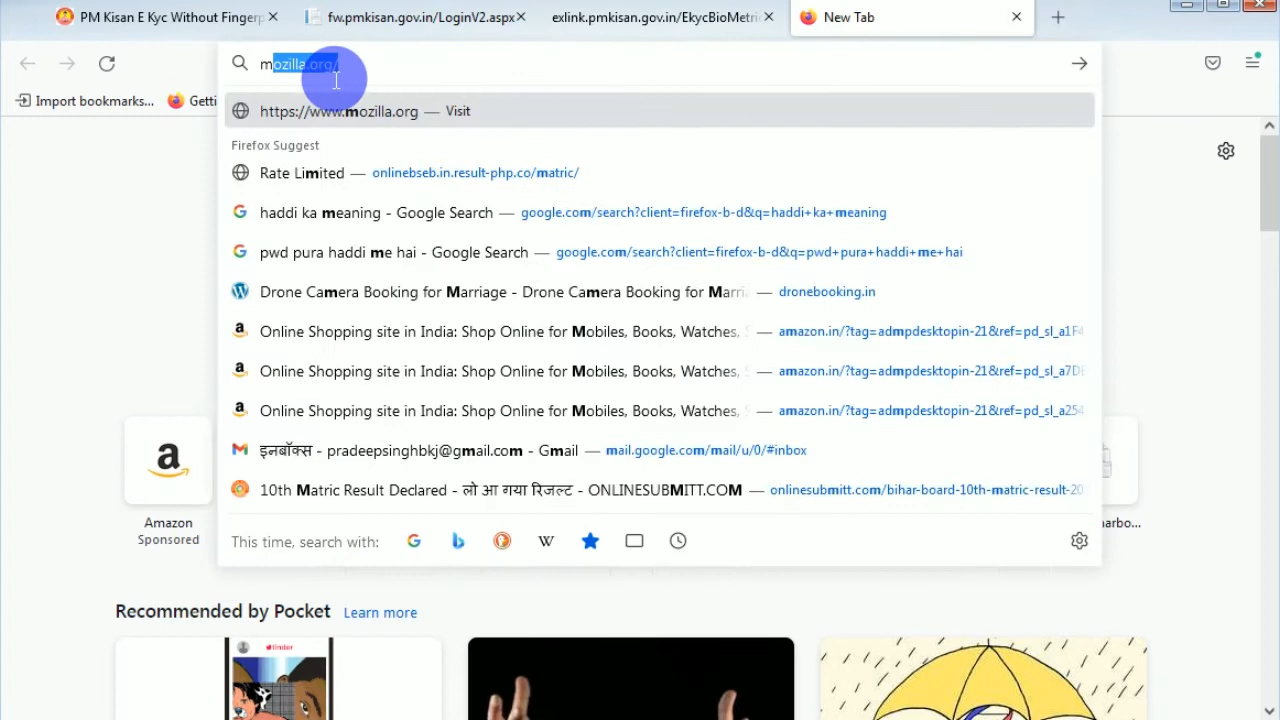 PM Kisan E Kyc Without Fingerp
fw.pmkisan.gov.in/LoginV2.aspx
exlink.pmkisan.gov.in/EkycBioMetri
New Tab
mozilla.org/
Import bookmarks...
Getti
https://www.mozilla.org — Visit
Firefox Suggest
Rate Limited — onlinebseb.in.result-php.co/matric/
haddi ka meaning - Google Search — google.com/search?client=firefox-b-d&q=haddi+ka+meaning
pwd pura haddi me hai - Google Search — google.com/search?client=firefox-b-d&q=pwd+pura+haddi+me+hai
Drone Camera Booking for Marriage - Drone Camera Booking for Marria — dronebooking.in
Online Shopping site in India: Shop Online for Mobiles, Books, Watches, S — amazon.in/?tag=admpdesktopin-21&ref=pd_sl_a1F4
Online Shopping site in India: Shop Online for Mobiles, Books, Watches, S — amazon.in/?tag=admpdesktopin-21&ref=pd_sl_a7DE
Online Shopping site in India: Shop Online for Mobiles, Books, Watches, S — amazon.in/?tag=admpdesktopin-21&ref=pd_sl_a254
इनबॉक्स - pradeepsinghbkj@gmail.com - Gmail — mail.google.com/mail/u/0/#inbox
10th Matric Result Declared - लो आ गया रिजल्ट - ONLINESUBMITT.COM — onlinesubmitt.com/bihar-board-10th-matric-result-20
This time, search with:
Amazon
Sponsored
arbo...
Recommended by Pocket Learn more
tinder